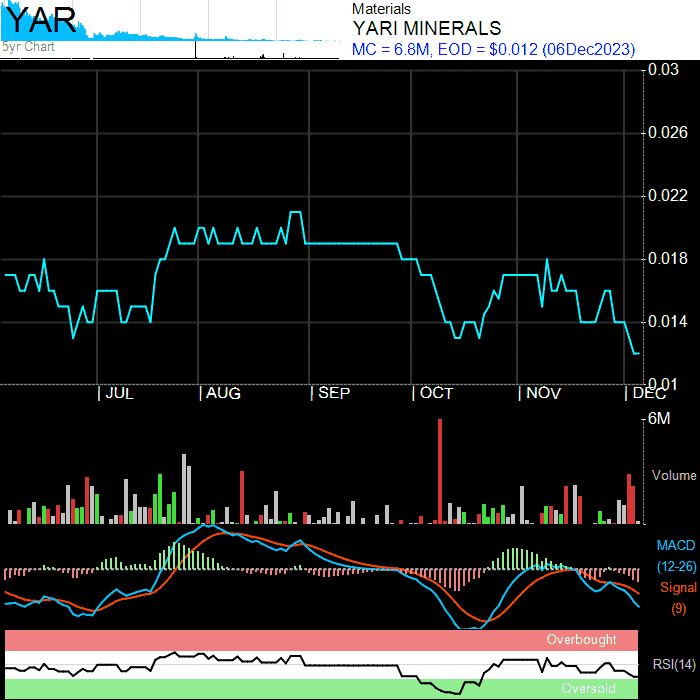 YAR
5yr Chart
Materials
YARI MINERALS
MC = 6.8M, EOD = $0.012 (06Dec2023)
0.03
0.026
0.022
0.018
0.014
0.01
JUL
AUG
SEP
OCT
NOV
DEC
6M
Volume
MACD
(12-26)
Signal
(9)
Overbought
RSI(14)
Oversold